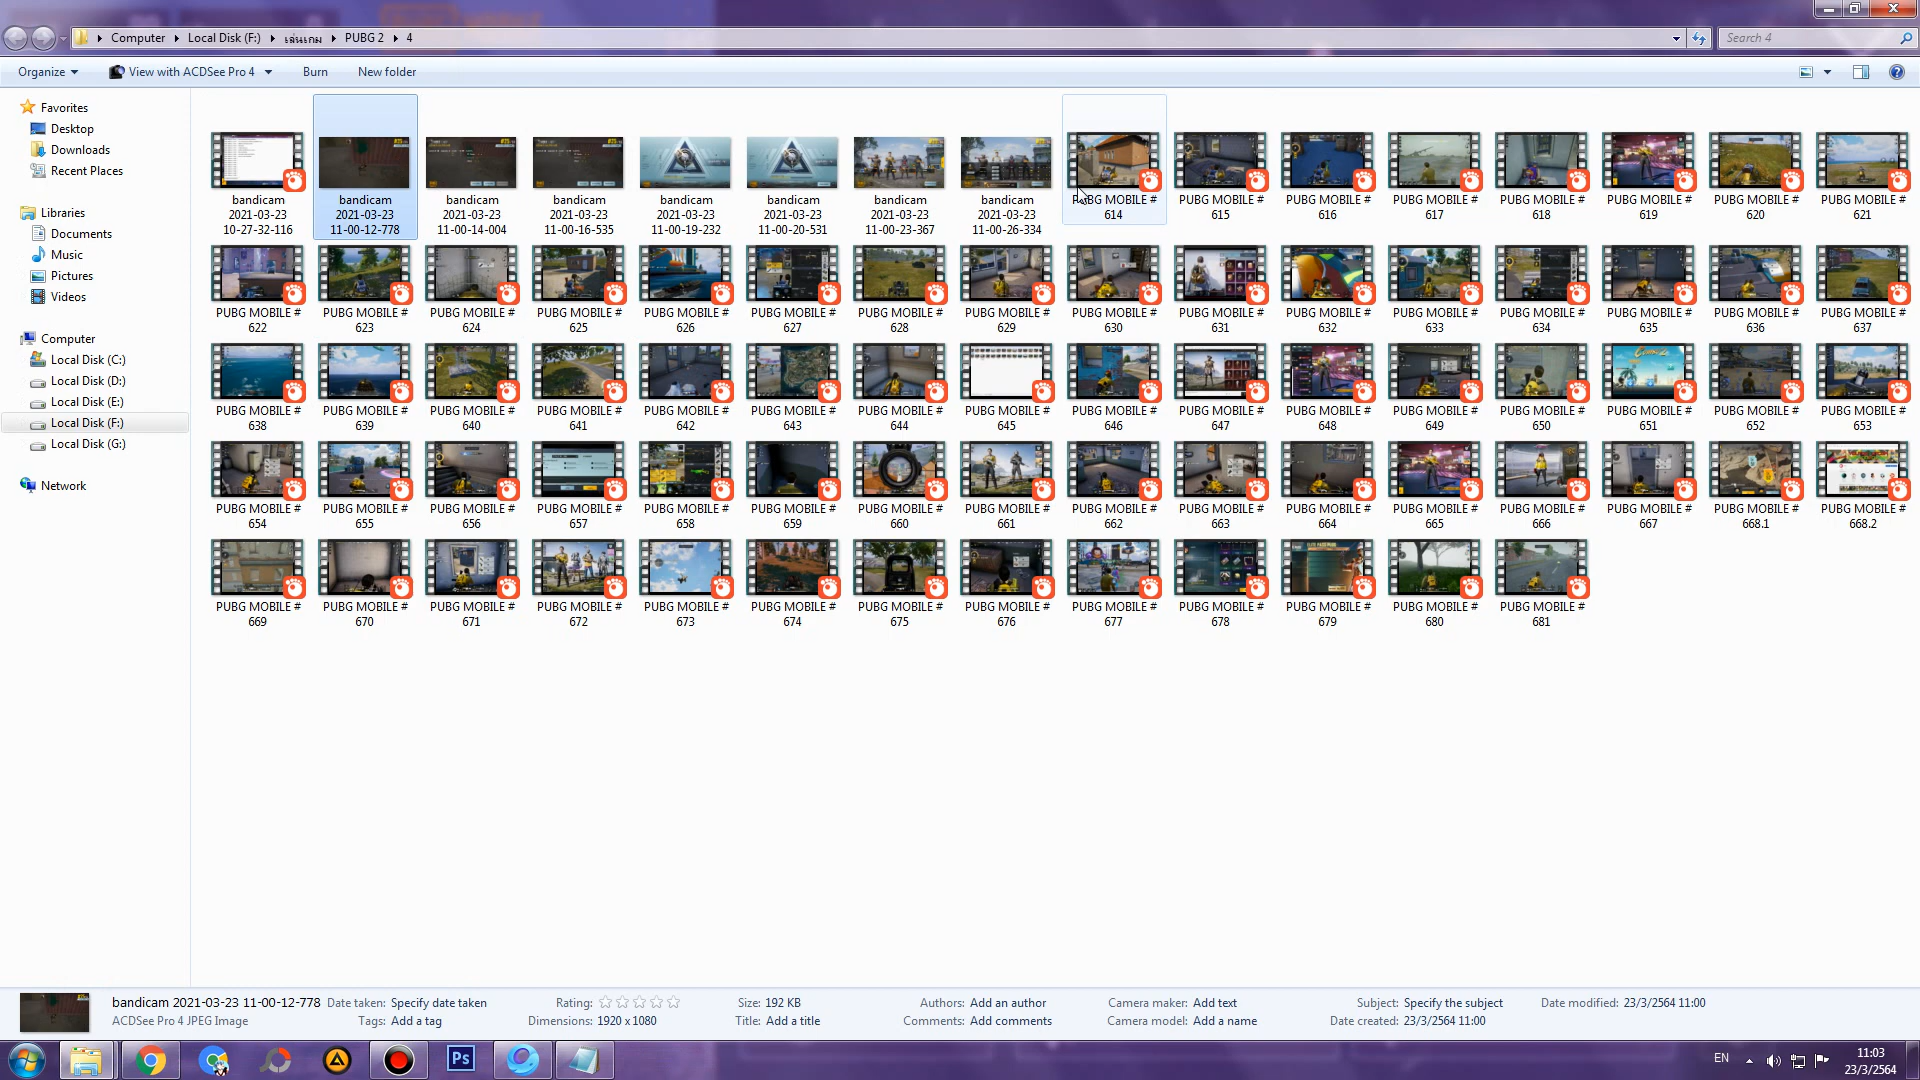 Computer Local Disk (F:) เล่นเกม PUBG 2 4
Search 4
Organize View with ACDSee Pro 4 Burn New folder
Favorites
Desktop
Downloads
Recent Places
Libraries
Documents
Music
Pictures
Videos
Computer
Local Disk (C:)
Local Disk (D:)
Local Disk (E:)
Local Disk (F:)
Local Disk (G:)
Network
bandicam 2021-03-23 10-27-32-116
bandicam 2021-03-23 11-00-12-778
bandicam 2021-03-23 11-00-14-004
bandicam 2021-03-23 11-00-16-535
bandicam 2021-03-23 11-00-19-232
bandicam 2021-03-23 11-00-20-531
bandicam 2021-03-23 11-00-23-367
bandicam 2021-03-23 11-00-26-334
PUBG MOBILE # 614
PUBG MOBILE # 615
PUBG MOBILE # 616
PUBG MOBILE # 617
PUBG MOBILE # 618
PUBG MOBILE # 619
PUBG MOBILE # 620
PUBG MOBILE # 621
PUBG MOBILE # 622
PUBG MOBILE # 623
PUBG MOBILE # 624
PUBG MOBILE # 625
PUBG MOBILE # 626
PUBG MOBILE # 627
PUBG MOBILE # 628
PUBG MOBILE # 629
PUBG MOBILE # 630
PUBG MOBILE # 631
PUBG MOBILE # 632
PUBG MOBILE # 633
PUBG MOBILE # 634
PUBG MOBILE # 635
PUBG MOBILE # 636
PUBG MOBILE # 637
PUBG MOBILE # 638
PUBG MOBILE # 639
PUBG MOBILE # 640
PUBG MOBILE # 641
PUBG MOBILE # 642
PUBG MOBILE # 643
PUBG MOBILE # 644
PUBG MOBILE # 645
PUBG MOBILE # 646
PUBG MOBILE # 647
PUBG MOBILE # 648
PUBG MOBILE # 649
PUBG MOBILE # 650
PUBG MOBILE # 651
PUBG MOBILE # 652
PUBG MOBILE # 653
PUBG MOBILE # 654
PUBG MOBILE # 655
PUBG MOBILE # 656
PUBG MOBILE # 657
PUBG MOBILE # 658
PUBG MOBILE # 659
PUBG MOBILE # 660
PUBG MOBILE # 661
PUBG MOBILE # 662
PUBG MOBILE # 663
PUBG MOBILE # 664
PUBG MOBILE # 665
PUBG MOBILE # 666
PUBG MOBILE # 667
PUBG MOBILE # 668.1
PUBG MOBILE # 668.2
PUBG MOBILE # 669
PUBG MOBILE # 670
PUBG MOBILE # 671
PUBG MOBILE # 672
PUBG MOBILE # 673
PUBG MOBILE # 674
PUBG MOBILE # 675
PUBG MOBILE # 676
PUBG MOBILE # 677
PUBG MOBILE # 678
PUBG MOBILE # 679
PUBG MOBILE # 680
PUBG MOBILE # 681
bandicam 2021-03-23 11-00-12-778 Date taken: Specify date taken Rating: Size: 192 KB Authors: Add an author Camera maker: Add text Subject: Specify the subject Date modified: 23/3/2564 11:00
ACDSee Pro 4 JPEG Image Tags: Add a tag Dimensions: 1920 x 1080 Title: Add a title Comments: Add comments Camera model: Add a name Date created: 23/3/2564 11:00
Ps
EN
11:03
23/3/2564